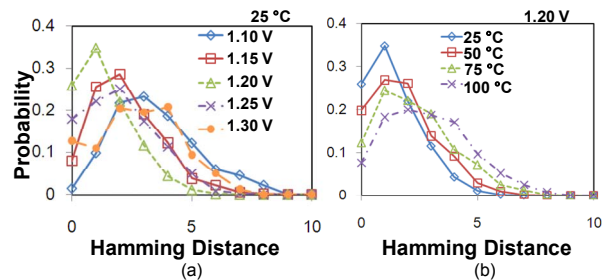 25 °C
1.10 V
1.15 V
1.20 V
1.25 V
1.30 V
Probability
0.4
0.3
0.2
0.1
0
0
5
10
Hamming Distance
(a)
1.20 V
25 °C
50 °C
75 °C
100 °C
0.4
0.3
0.2
0.1
0
0
5
10
Hamming Distance
(b)